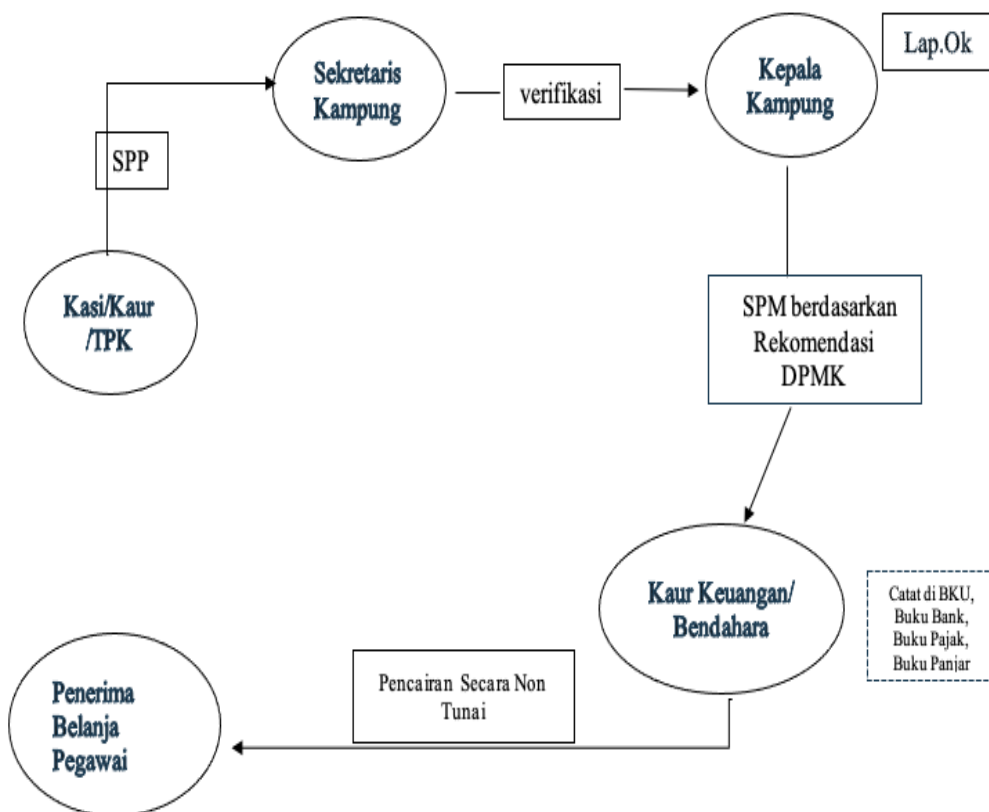 Sekretaris
Kampung
verifikasi
Kepala
Kampung
Lap.Ok
SPP
Kasi/Kaur
/TPK
SPM berdasarkan
Rekomendasi
DPMK
Kaur Keuangan/
Bendahara
Catat di BKU,
Buku Bank,
Buku Pajak,
Buku Panjar
Pencairan Secara Non
Tunai
Penerima
Belanja
Pegawai